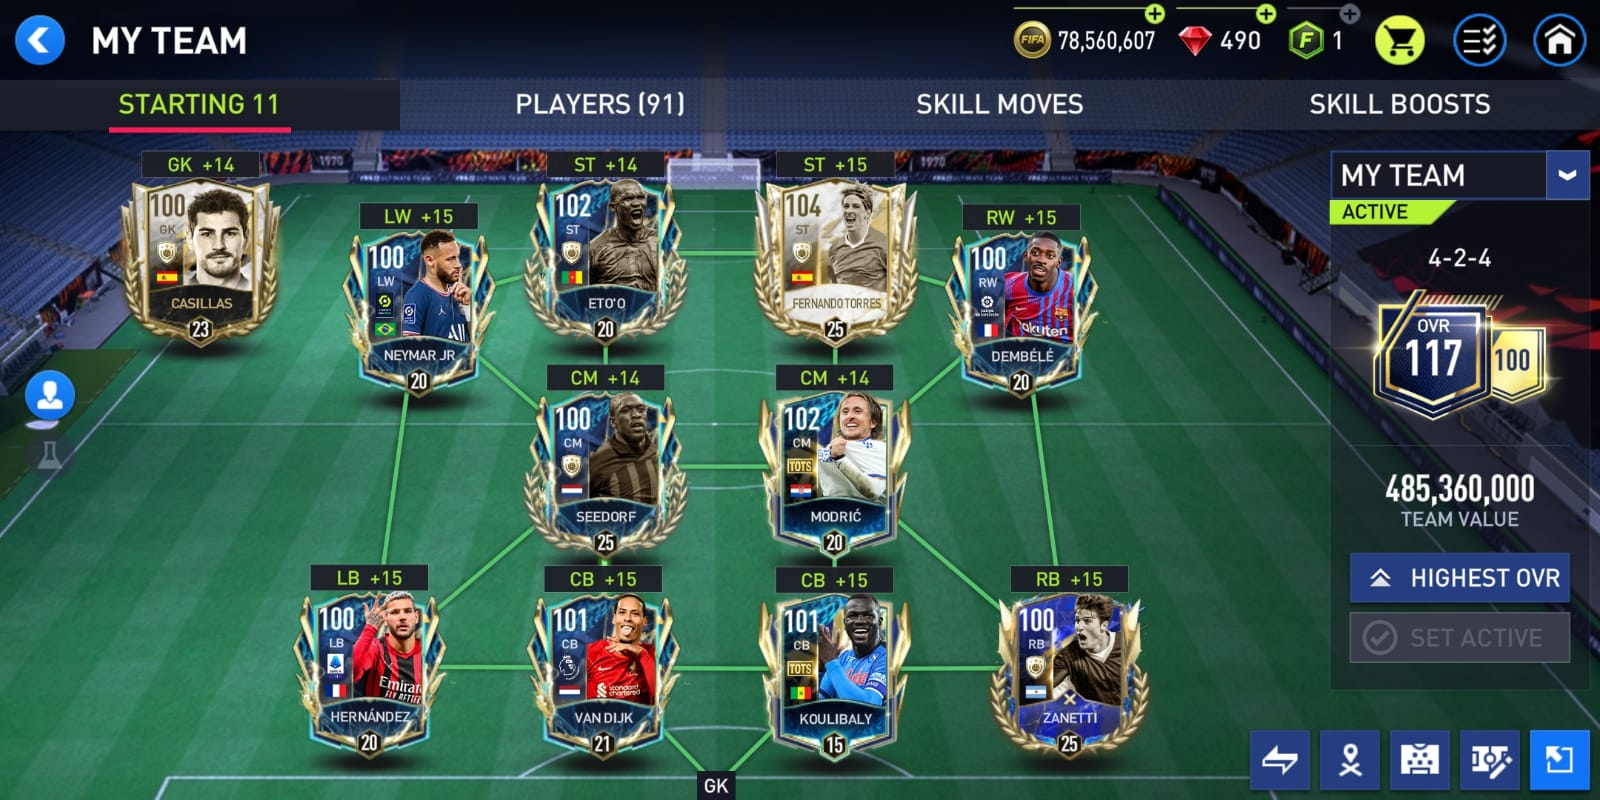 MY TEAM
FIFA 78,560,607 490 F 1
STARTING 11 PLAYERS (91) SKILL MOVES SKILL BOOSTS
GK +14
100
GK
CASILLAS
23
LW +15
100
LW
NEYMAR JR
20
ST +14
102
ST
ETO'O
20
ST +15
104
ST
FERNANDO TORRES
25
RW +15
100
RW
DEMBÉLÉ
20
CM +14
100
CM
SEEDORF
25
CM +14
102
CM
TOTS
MODRIĆ
20
LB +15
100
LB
HERNÁNDEZ
20
CB +15
101
CB
standard chartered
VAN DIJK
21
CB +15
101
CB
TOTS
KOULIBALY
15
RB +15
100
RB
ZANETTI
25
GK
1970
1970
MY TEAM
ACTIVE
4-2-4
OVR
117
100
485,360,000
TEAM VALUE
HIGHEST OVR
SET ACTIVE